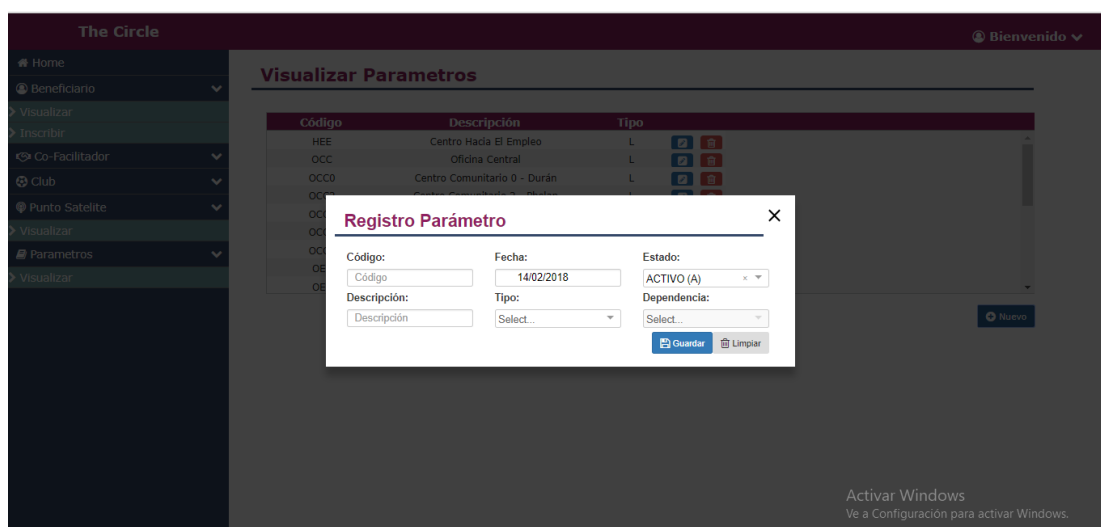 The Circle
Bienvenido
Home
Beneficiario
Visualizar
Inscribir
Co-Facilitador
Club
Punto Satelite
Visualizar
Parametros
Visualizar
Visualizar Parametros
Código Descripción Tipo
HEE Centro Hacia El Empleo L
OCC Oficina Central L
OCC0 Centro Comunitario 0 - Durán L
Registro Parámetro
Código: Fecha: Estado:
Código 14/02/2018 ACTIVO (A)
Descripción: Tipo: Dependencia:
Descripción Select... Select...
Guardar Limpiar
Nuevo
Activar Windows
Ve a Configuración para activar Windows.